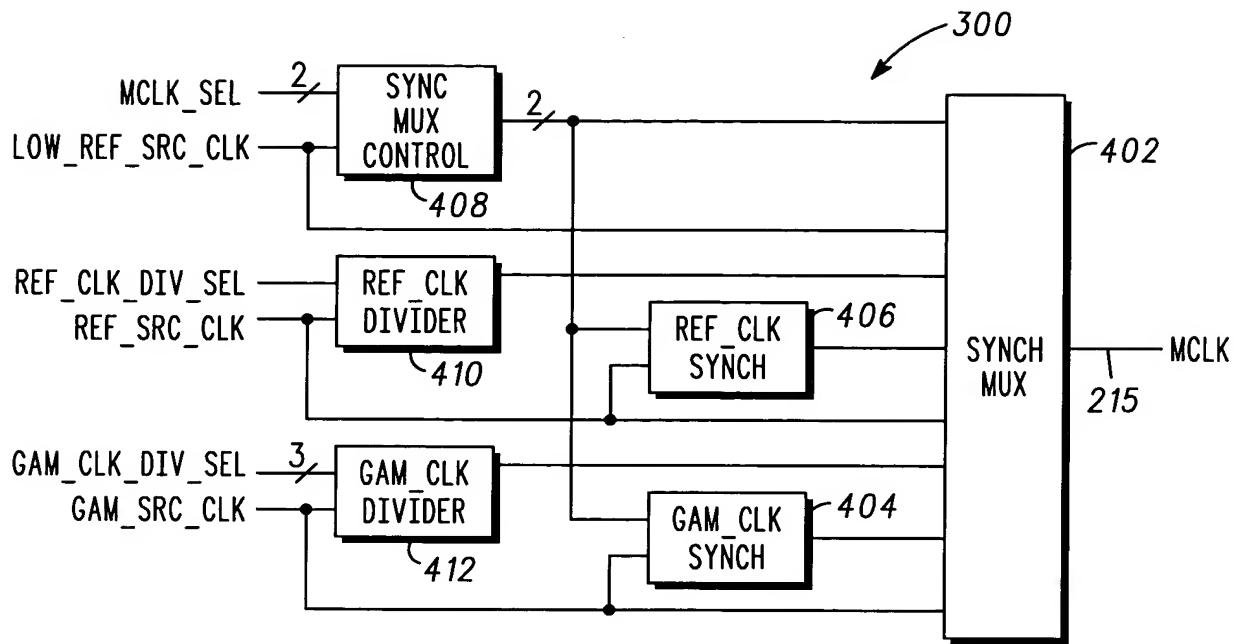 300
MCLK_SEL
2
SYNC
MUX
CONTROL
2
LOW_REF_SRC_CLK
408
402
REF_CLK_DIV_SEL
REF_SRC_CLK
REF_CLK
DIVIDER
410
REF_CLK
SYNCH
406
SYNCH
MUX
MCLK
215
GAM_CLK_DIV_SEL
3
GAM_SRC_CLK
GAM_CLK
DIVIDER
412
GAM_CLK
SYNCH
404